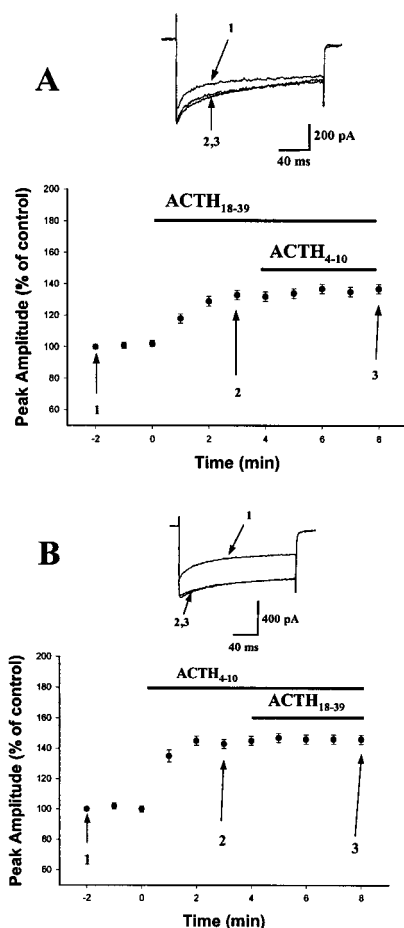 A
1
2,3
200 pA
40 ms
ACTH18-39
ACTH4-10
Peak Amplitude (% of control)
200
180
160
140
120
100
80
60
1
2
3
-2
0
2
4
6
8
Time (min)
B
1
2,3
400 pA
40 ms
ACTH4-10
ACTH18-39
Peak Amplitude (% of control)
200
180
160
140
120
100
80
60
1
2
3
-2
0
2
4
6
8
Time (min)